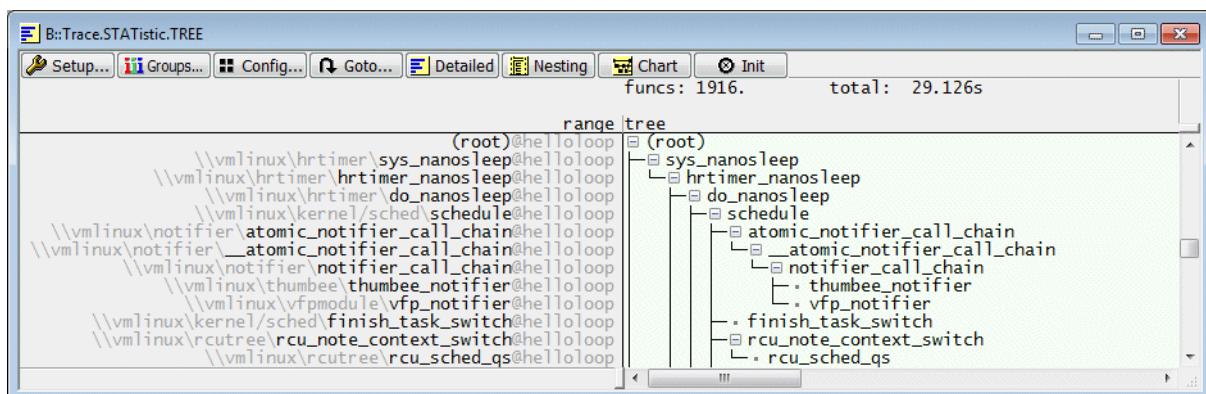 B::Trace.STATistic.TREE
Setup... Groups... Config... Goto... Detailed Nesting Chart Init
funcs: 1916. total: 29.126s
range tree
(root)@helloloop (root)
\\vmlinux\hrtimer\sys_nanosleep@helloloop sys_nanosleep
\\vmlinux\hrtimer\hrtimer_nanosleep@helloloop hrtimer_nanosleep
\\vmlinux\hrtimer\do_nanosleep@helloloop do_nanosleep
\\vmlinux\kernel/sched\schedule@helloloop schedule
\\vmlinux\notifier\atomic_notifier_call_chain@helloloop atomic_notifier_call_chain
\\vmlinux\notifier\__atomic_notifier_call_chain@helloloop __atomic_notifier_call_chain
\\vmlinux\notifier\notifier_call_chain@helloloop notifier_call_chain
\\vmlinux\thumbee\thumbee_notifier@helloloop thumbee_notifier
\\vmlinux\vfpmodule\vfp_notifier@helloloop vfp_notifier
\\vmlinux\kernel/sched\finish_task_switch@helloloop finish_task_switch
\\vmlinux\rcutree\rcu_note_context_switch@helloloop rcu_note_context_switch
\\vmlinux\rcutree\rcu_sched_qs@helloloop rcu_sched_qs